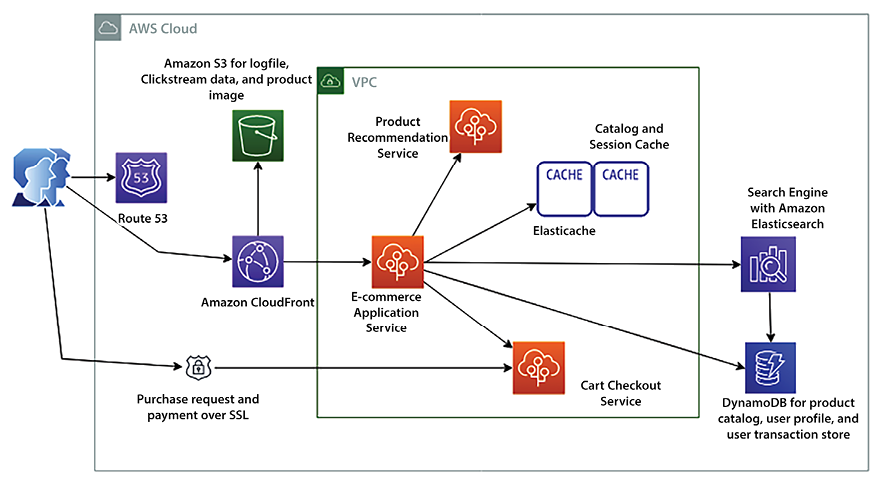 AWS Cloud
Amazon S3 for logfile,
Clickstream data, and product
image
VPC
Product
Recommendation
Service
Catalog and
Session Cache
CACHE
CACHE
Elasticache
53
Route 53
Search Engine
with Amazon
Elasticsearch
Amazon CloudFront
E-commerce
Application
Service
Purchase request and
payment over SSL
Cart Checkout
Service
DynamoDB for product
catalog, user profile, and
user transaction store